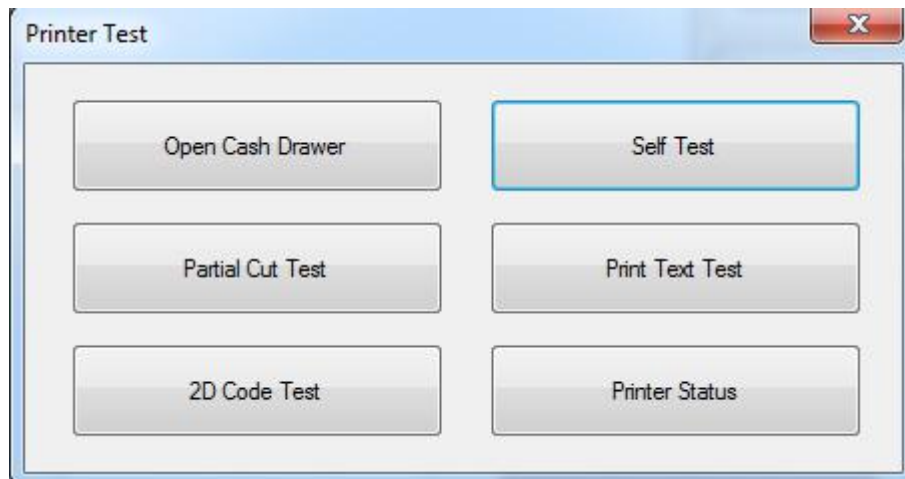 Printer Test
Open Cash Drawer
Self Test
Partial Cut Test
Print Text Test
2D Code Test
Printer Status